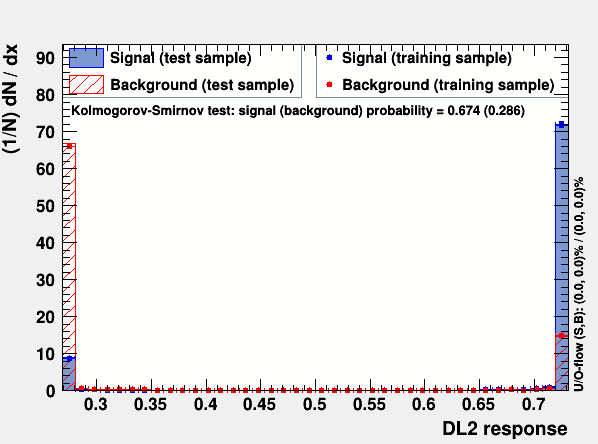 Signal (test sample)
Signal (training sample)
Background (test sample)
Background (training sample)
Kolmogorov-Smirnov test: signal (background) probability = 0.674 (0.286)
(1/N) dN / dx
90
80
70
60
50
40
30
20
10
0
0.3
0.35
0.4
0.45
0.5
0.55
0.6
0.65
0.7
DL2 response
U/O-flow (S,B): (0.0, 0.0)% / (0.0, 0.0)%